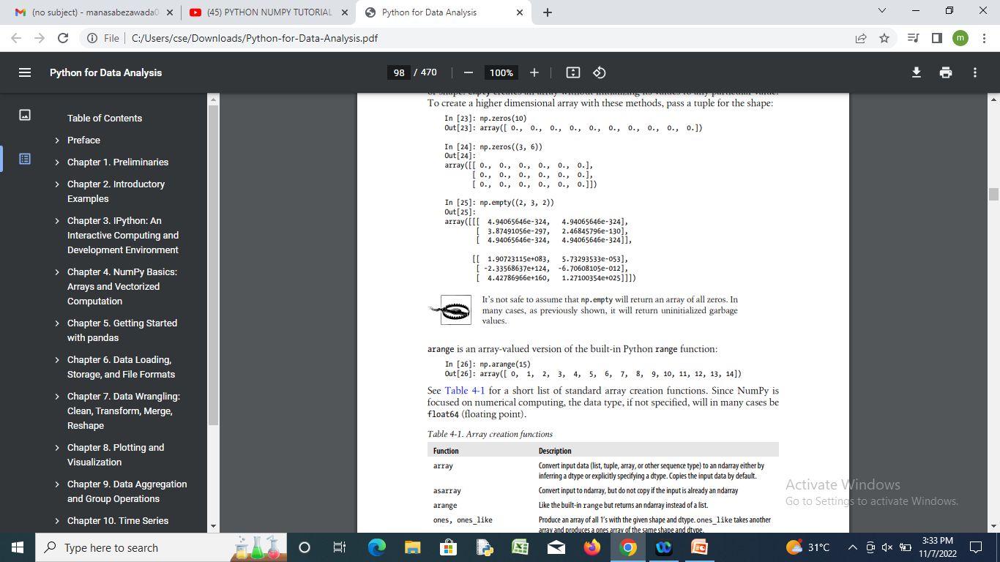 (no subject) - manasabezawada0
(45) PYTHON NUMPY TUTORIAL
Python for Data Analysis
File
C:/Users/cse/Downloads/Python-for-Data-Analysis.pdf
m
Python for Data Analysis
98 / 470
100%
Table of Contents
Preface
Chapter 1. Preliminaries
Chapter 2. Introductory
Examples
Chapter 3. IPython: An
Interactive Computing and
Development Environment
Chapter 4. NumPy Basics:
Arrays and Vectorized
Computation
Chapter 5. Getting Started
with pandas
Chapter 6. Data Loading,
Storage, and File Formats
Chapter 7. Data Wrangling:
Clean, Transform, Merge,
Reshape
Chapter 8. Plotting and
Visualization
Chapter 9. Data Aggregation
and Group Operations
Chapter 10. Time Series
of shape. empty creates an array without initializing its values to any particular value.
To create a higher dimensional array with these methods, pass a tuple for the shape:
In [23]: np.zeros(10)
Out[23]: array([ 0., 0., 0., 0., 0., 0., 0., 0., 0., 0.])
In [24]: np.zeros((3, 6))
Out[24]:
array([[ 0., 0., 0., 0., 0., 0.],
[ 0., 0., 0., 0., 0., 0.],
[ 0., 0., 0., 0., 0., 0.]])
In [25]: np.empty((2, 3, 2))
Out[25]:
array([[[ 4.94065646e-324, 4.94065646e-324],
[ 3.87491056e-297, 2.46845796e-130],
[ 4.94065646e-324, 4.94065646e-324]],
[[ 1.90723115e+083, 5.73293533e-053],
[ -2.33568637e+124, -6.70608105e-012],
[ 4.42786966e+160, 1.27100354e+025]]])
It's not safe to assume that np.empty will return an array of all zeros. In
many cases, as previously shown, it will return uninitialized garbage
values.
arange is an array-valued version of the built-in Python range function:
In [26]: np.arange(15)
Out[26]: array([ 0, 1, 2, 3, 4, 5, 6, 7, 8, 9, 10, 11, 12, 13, 14])
See Table 4-1 for a short list of standard array creation functions. Since NumPy is
focused on numerical computing, the data type, if not specified, will in many cases be
float64 (floating point).
Table 4-1. Array creation functions
Function Description
array Convert input data (list, tuple, array, or other sequence type) to an ndarray either by
inferring a dtype or explicitly specifying a dtype. Copies the input data by default.
asarray Convert input to ndarray, but do not copy if the input is already an ndarray
arange Like the built-in range but returns an ndarray instead of a list.
ones, ones_like Produce an array of all 1's with the given shape and dtype. ones_like takes another
array and produces a ones array of the same shape and dtype.
Activate Windows
Go to Settings to activate Windows.
Type here to search
31°C
3:33 PM
11/7/2022